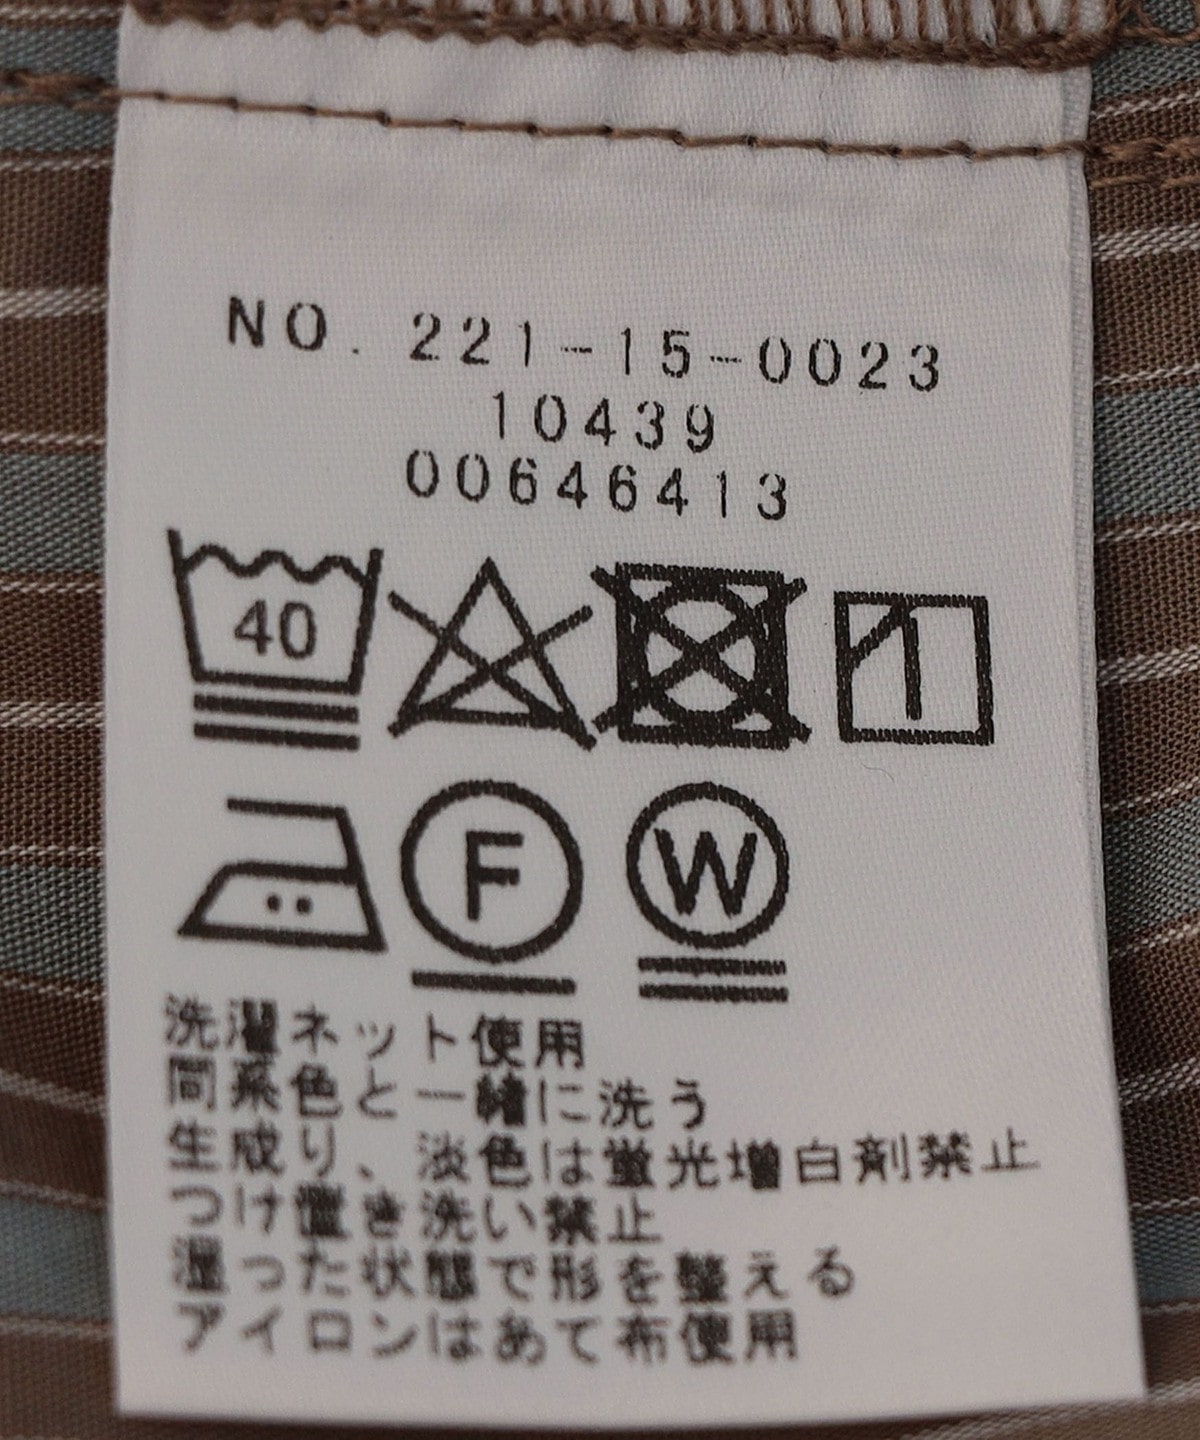 NO. 221-15-0023
10439
00646413
40
F W
洗濯ネット使用
同系色と一緒に洗う
生成り、淡色は蛍光増白剤禁止
つけ置き洗い禁止
湿った状態で形を整える
アイロンはあて布使用